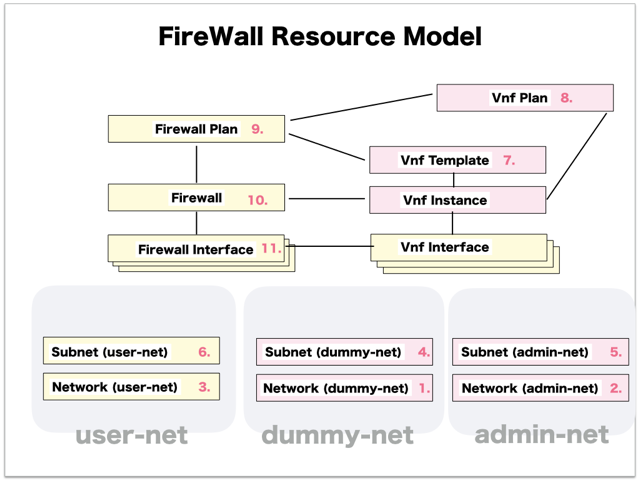 FireWall Resource Model
Vnf Plan 8.
Firewall Plan 9.
Vnf Template 7.
Firewall 10.
Vnf Instance
Firewall Interface 11.
Vnf Interface
Subnet (user-net) 6.
Subnet (dummy-net) 4.
Subnet (admin-net) 5.
Network (user-net) 3.
Network (dummy-net) 1.
Network (admin-net) 2.
user-net
dummy-net
admin-net